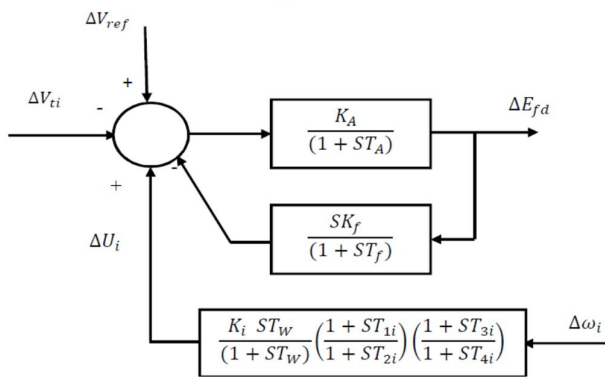 ΔV_ref
+
ΔV_ti
-
K_A / (1 + ST_A)
ΔE_fd
+
-
SK_f / (1 + ST_f)
ΔU_i
K_i ST_W / (1 + ST_W) ((1 + ST_1i) / (1 + ST_2i)) ((1 + ST_3i) / (1 + ST_4i))
Δω_i